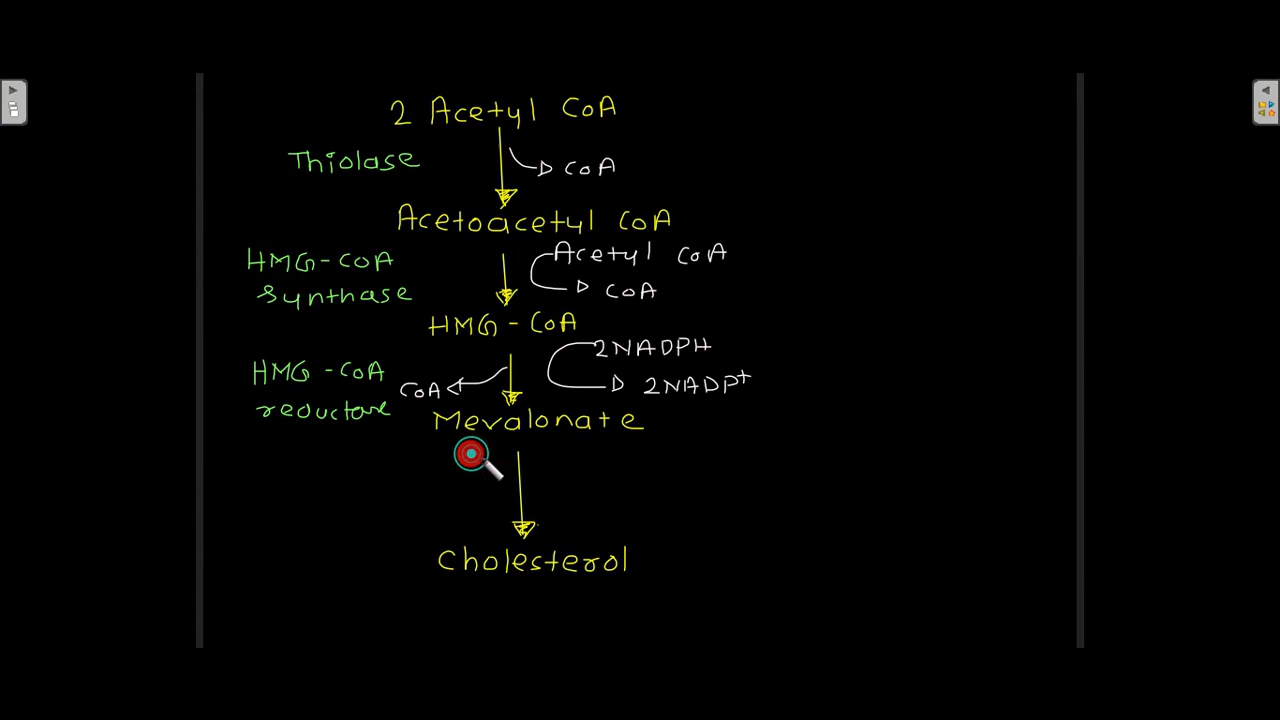 2 Acetyl CoA
Thiolase
CoA
Acetoacetyl CoA
HMG-CoA
synthase
Acetyl CoA
CoA
HMG-CoA
HMG-CoA
reductase
2NADPH
CoA
2NADP+
Mevalonate
Cholesterol